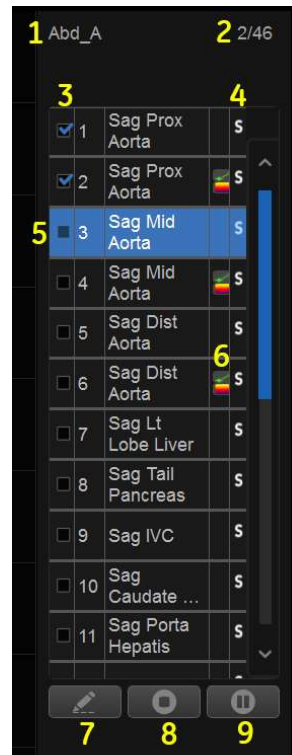 1 Abd_A 2 2/46
3 4
1 Sag Prox S
Aorta
2 Sag Prox S
Aorta
5 3 Sag Mid S
Aorta
4 Sag Mid S
Aorta
5 Sag Dist S
Aorta
6
6 Sag Dist S
Aorta
7 Sag Lt S
Lobe Liver
8 Sag Tail S
Pancreas
9 Sag IVC S
10 Sag S
Caudate ...
11 Sag Porta S
Hepatis
7 8 9